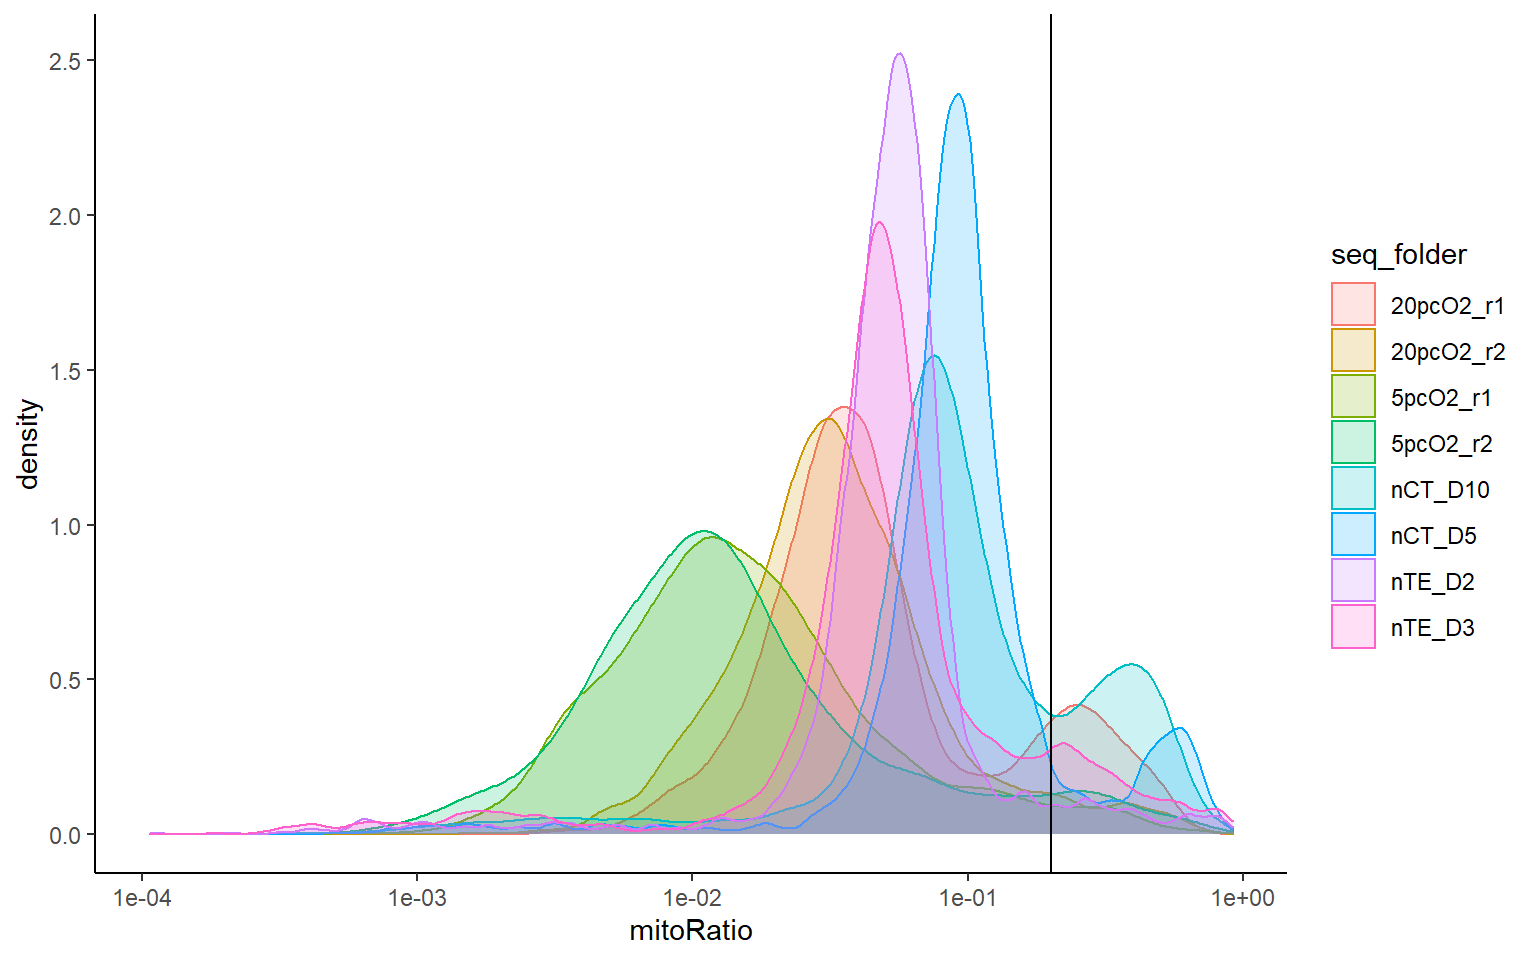 density
2.5
2.0
1.5
1.0
0.5
0.0
1e-04
1e-03
1e-02
1e-01
1e+00
mitoRatio
seq_folder
20pcO2_r1
20pcO2_r2
5pcO2_r1
5pcO2_r2
nCT_D10
nCT_D5
nTE_D2
nTE_D3